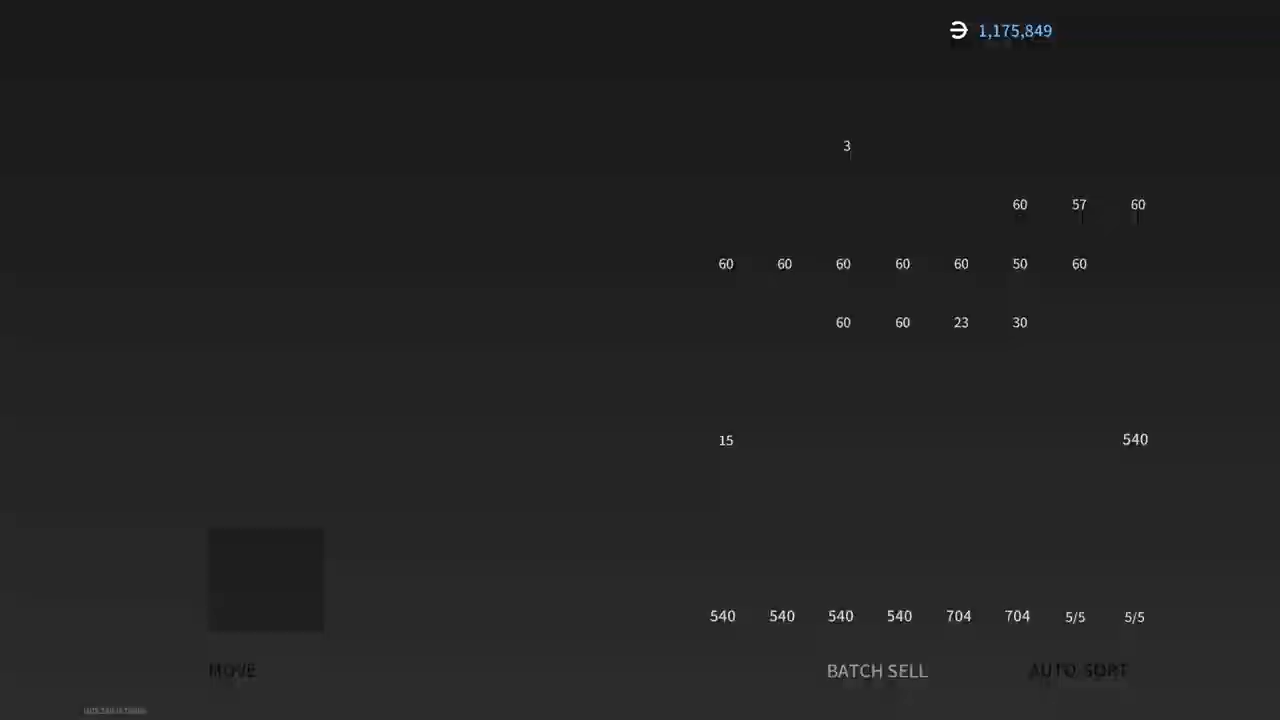 1,175,849
3
60 57 60
60 60 60 60 60 50 60
60 60 23 30
15 540
540 540 540 540 704 704 5/5 5/5
MOVE BATCH SELL AUTO SORT